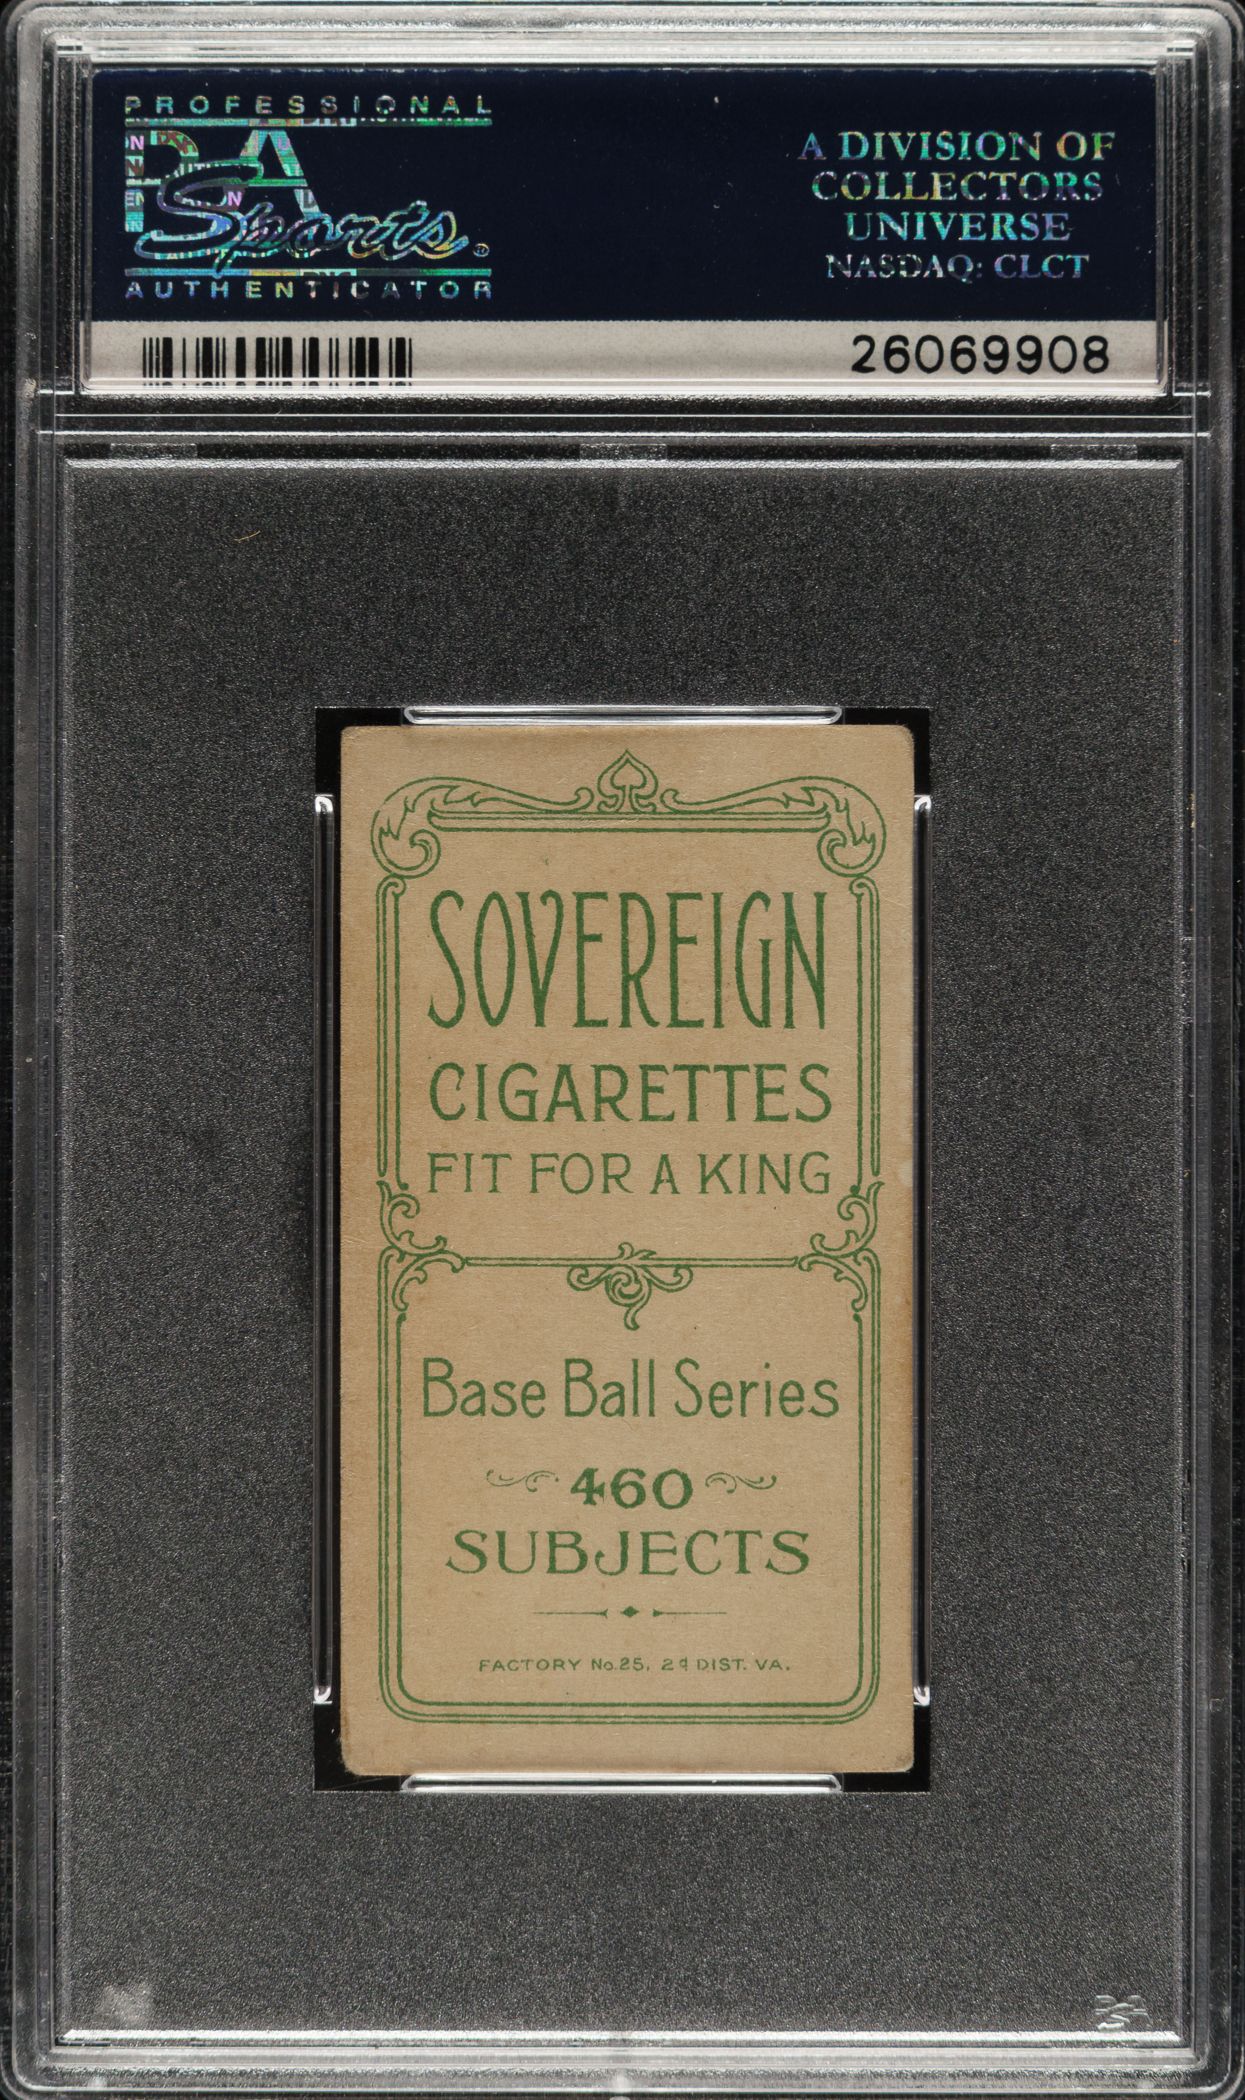 PROFESSIONAL
PSA
Sports
AUTHENTICATOR
A DIVISION OF
COLLECTORS
UNIVERSE
NASDAQ: CLCT
26069908
SOVEREIGN
CIGARETTES
FIT FOR A KING
Base Ball Series
460
SUBJECTS
FACTORY No.25, 2d DIST. VA.
PSA